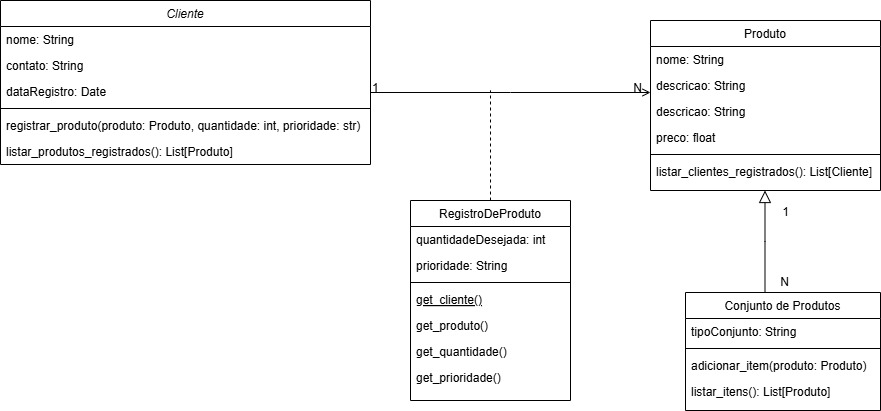 Cliente
nome: String
contato: String
dataRegistro: Date
registrar_produto(produto: Produto, quantidade: int, prioridade: str)
listar_produtos_registrados(): List[Produto]
1
N
Produto
nome: String
descricao: String
descricao: String
preco: float
listar_clientes_registrados(): List[Cliente]
RegistroDeProduto
quantidadeDesejada: int
prioridade: String
get_cliente()
get_produto()
get_quantidade()
get_prioridade()
1
N
Conjunto de Produtos
tipoConjunto: String
adicionar_item(produto: Produto)
listar_itens(): List[Produto]